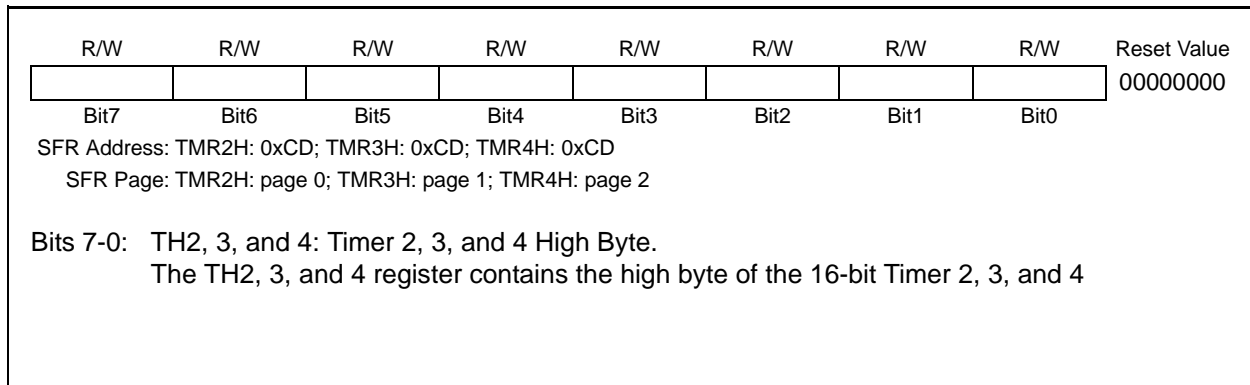 R/W R/W R/W R/W R/W R/W R/W R/W Reset Value
00000000
Bit7 Bit6 Bit5 Bit4 Bit3 Bit2 Bit1 Bit0
SFR Address: TMR2H: 0xCD; TMR3H: 0xCD; TMR4H: 0xCD
SFR Page: TMR2H: page 0; TMR3H: page 1; TMR4H: page 2
Bits 7-0: TH2, 3, and 4: Timer 2, 3, and 4 High Byte.
The TH2, 3, and 4 register contains the high byte of the 16-bit Timer 2, 3, and 4